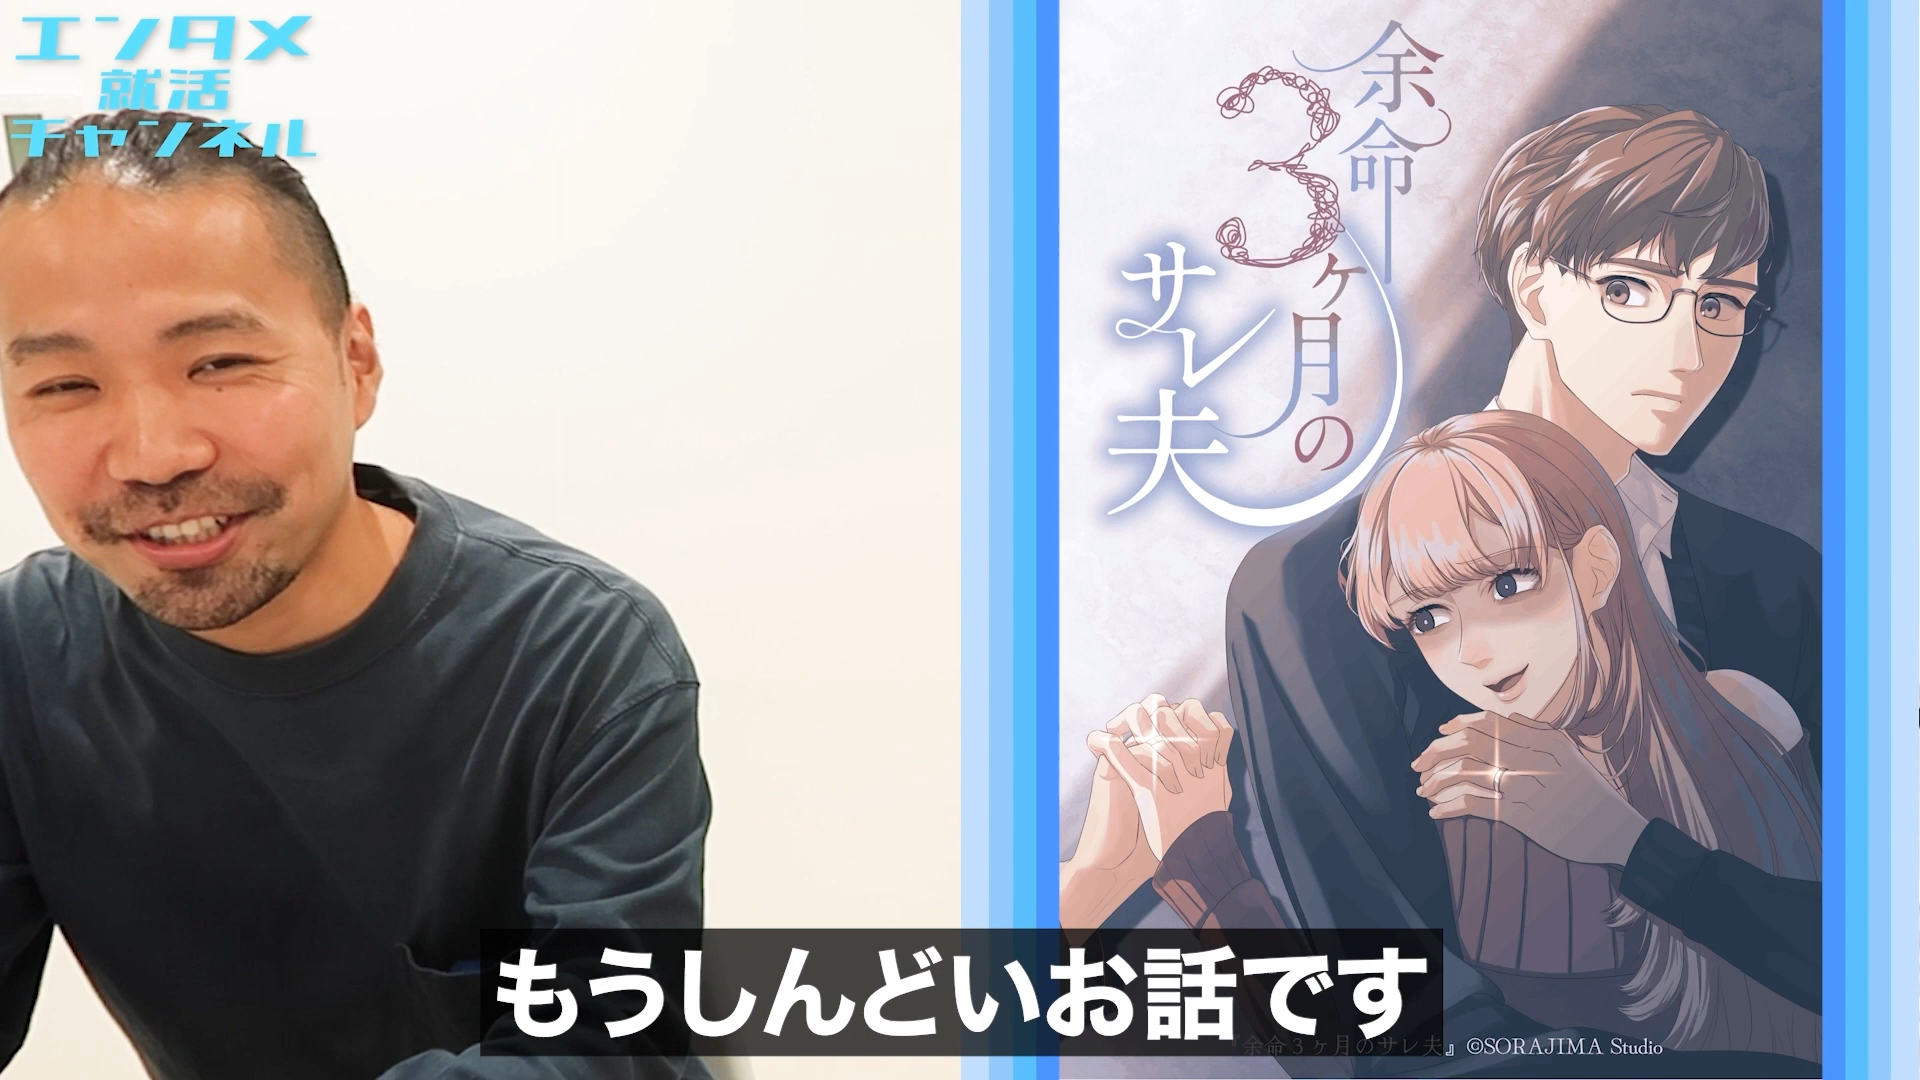 エンタメ
就活
チャンネル
余命
3ヶ月の
サレ夫
もうしんどいお話です
『余命３ヶ月のサレ夫』©SORAJIMA Studio